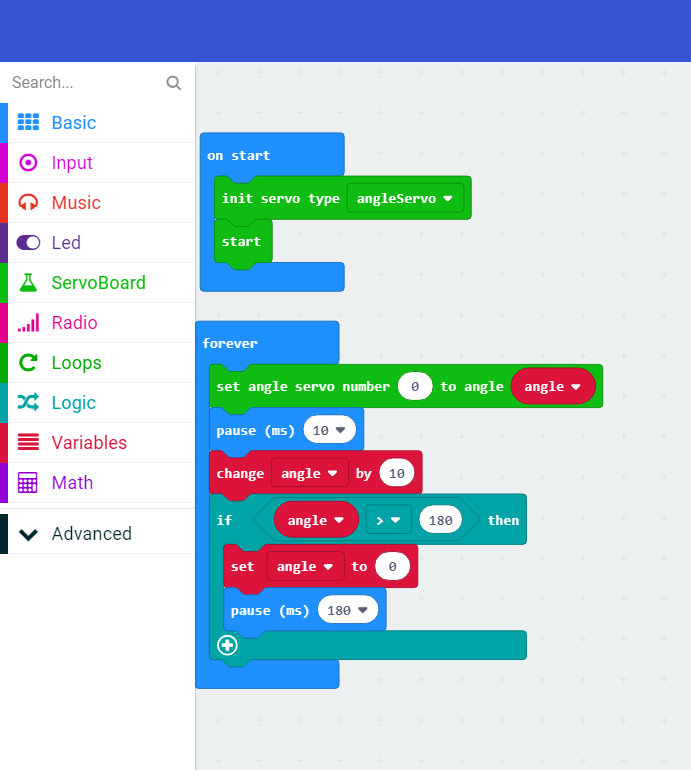 Search...
Basic
Input
Music
Led
ServoBoard
Radio
Loops
Logic
Variables
Math
Advanced
on start
init servo type angleServo
start
forever
set angle servo number 0 to angle angle
pause (ms) 10
change angle by 10
if angle > 180 then
set angle to 0
pause (ms) 180